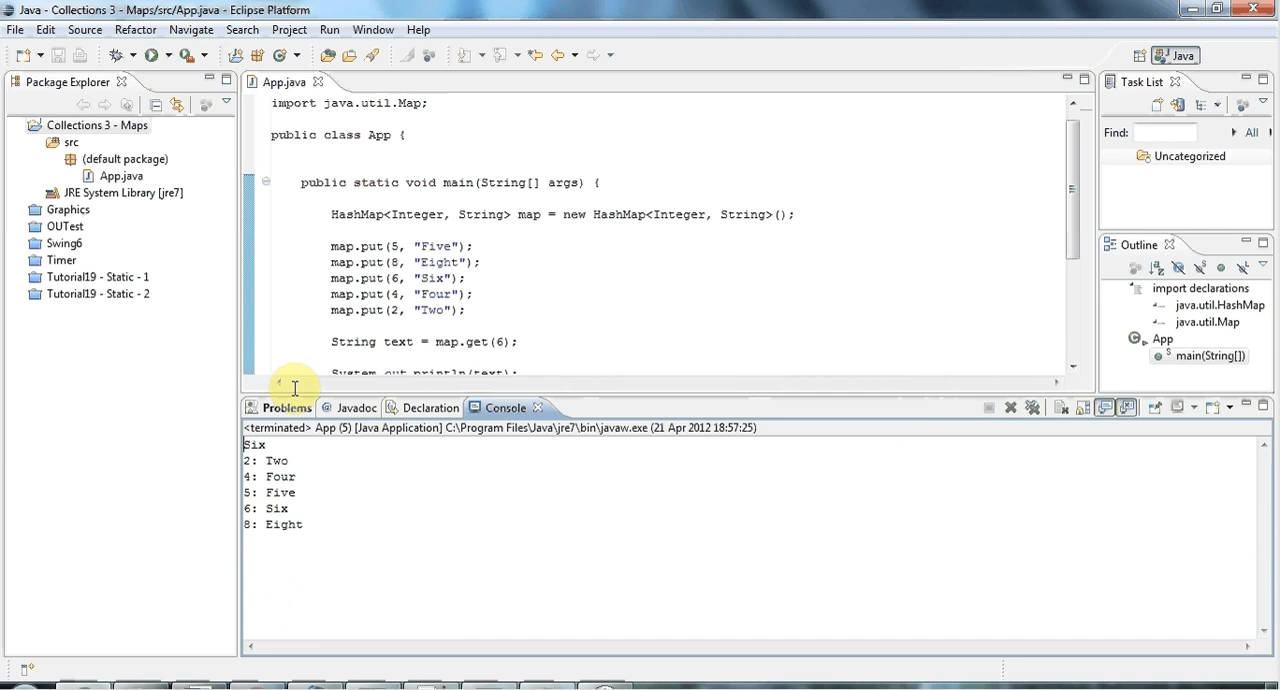 Java - Collections 3 - Maps/src/App.java - Eclipse Platform
File Edit Source Refactor Navigate Search Project Run Window Help
Java
Package Explorer
Collections 3 - Maps
src
(default package)
App.java
JRE System Library [jre7]
Graphics
OUTest
Swing6
Timer
Tutorial19 - Static - 1
Tutorial19 - Static - 2
App.java
import java.util.Map;
public class App {
public static void main(String[] args) {
HashMap<Integer, String> map = new HashMap<Integer, String>();
map.put(5, "Five");
map.put(8, "Eight");
map.put(6, "Six");
map.put(4, "Four");
map.put(2, "Two");
String text = map.get(6);
System.out.println(text);
Task List
Find: All
Uncategorized
Outline
import declarations
java.util.HashMap
java.util.Map
App
main(String[])
Problems Javadoc Declaration Console
<terminated> App (5) [Java Application] C:\Program Files\Java\jre7\bin\javaw.exe (21 Apr 2012 18:57:25)
Six
2: Two
4: Four
5: Five
6: Six
8: Eight